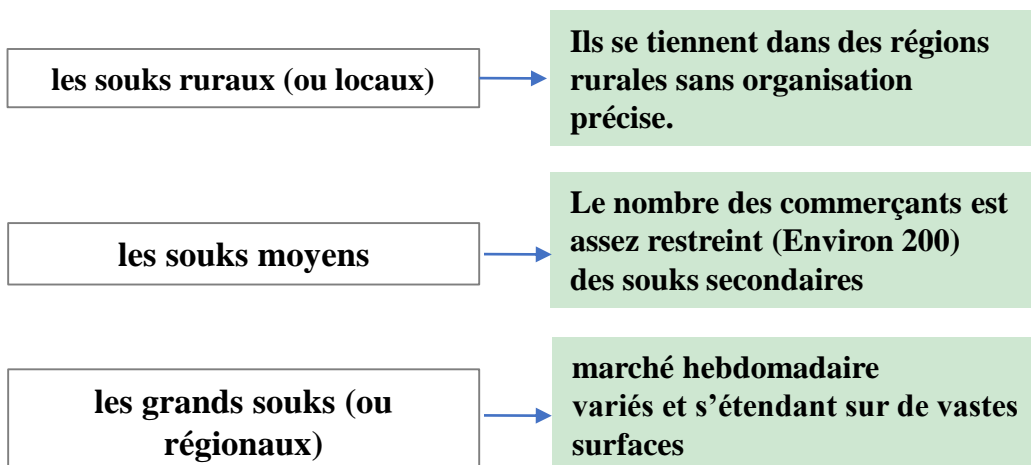 les souks ruraux (ou locaux)
Ils se tiennent dans des régions
rurales sans organisation
précise.
les souks moyens
Le nombre des commerçants est
assez restreint (Environ 200)
des souks secondaires
les grands souks (ou
régionaux)
marché hebdomadaire
variés et s’étendant sur de vastes
surfaces